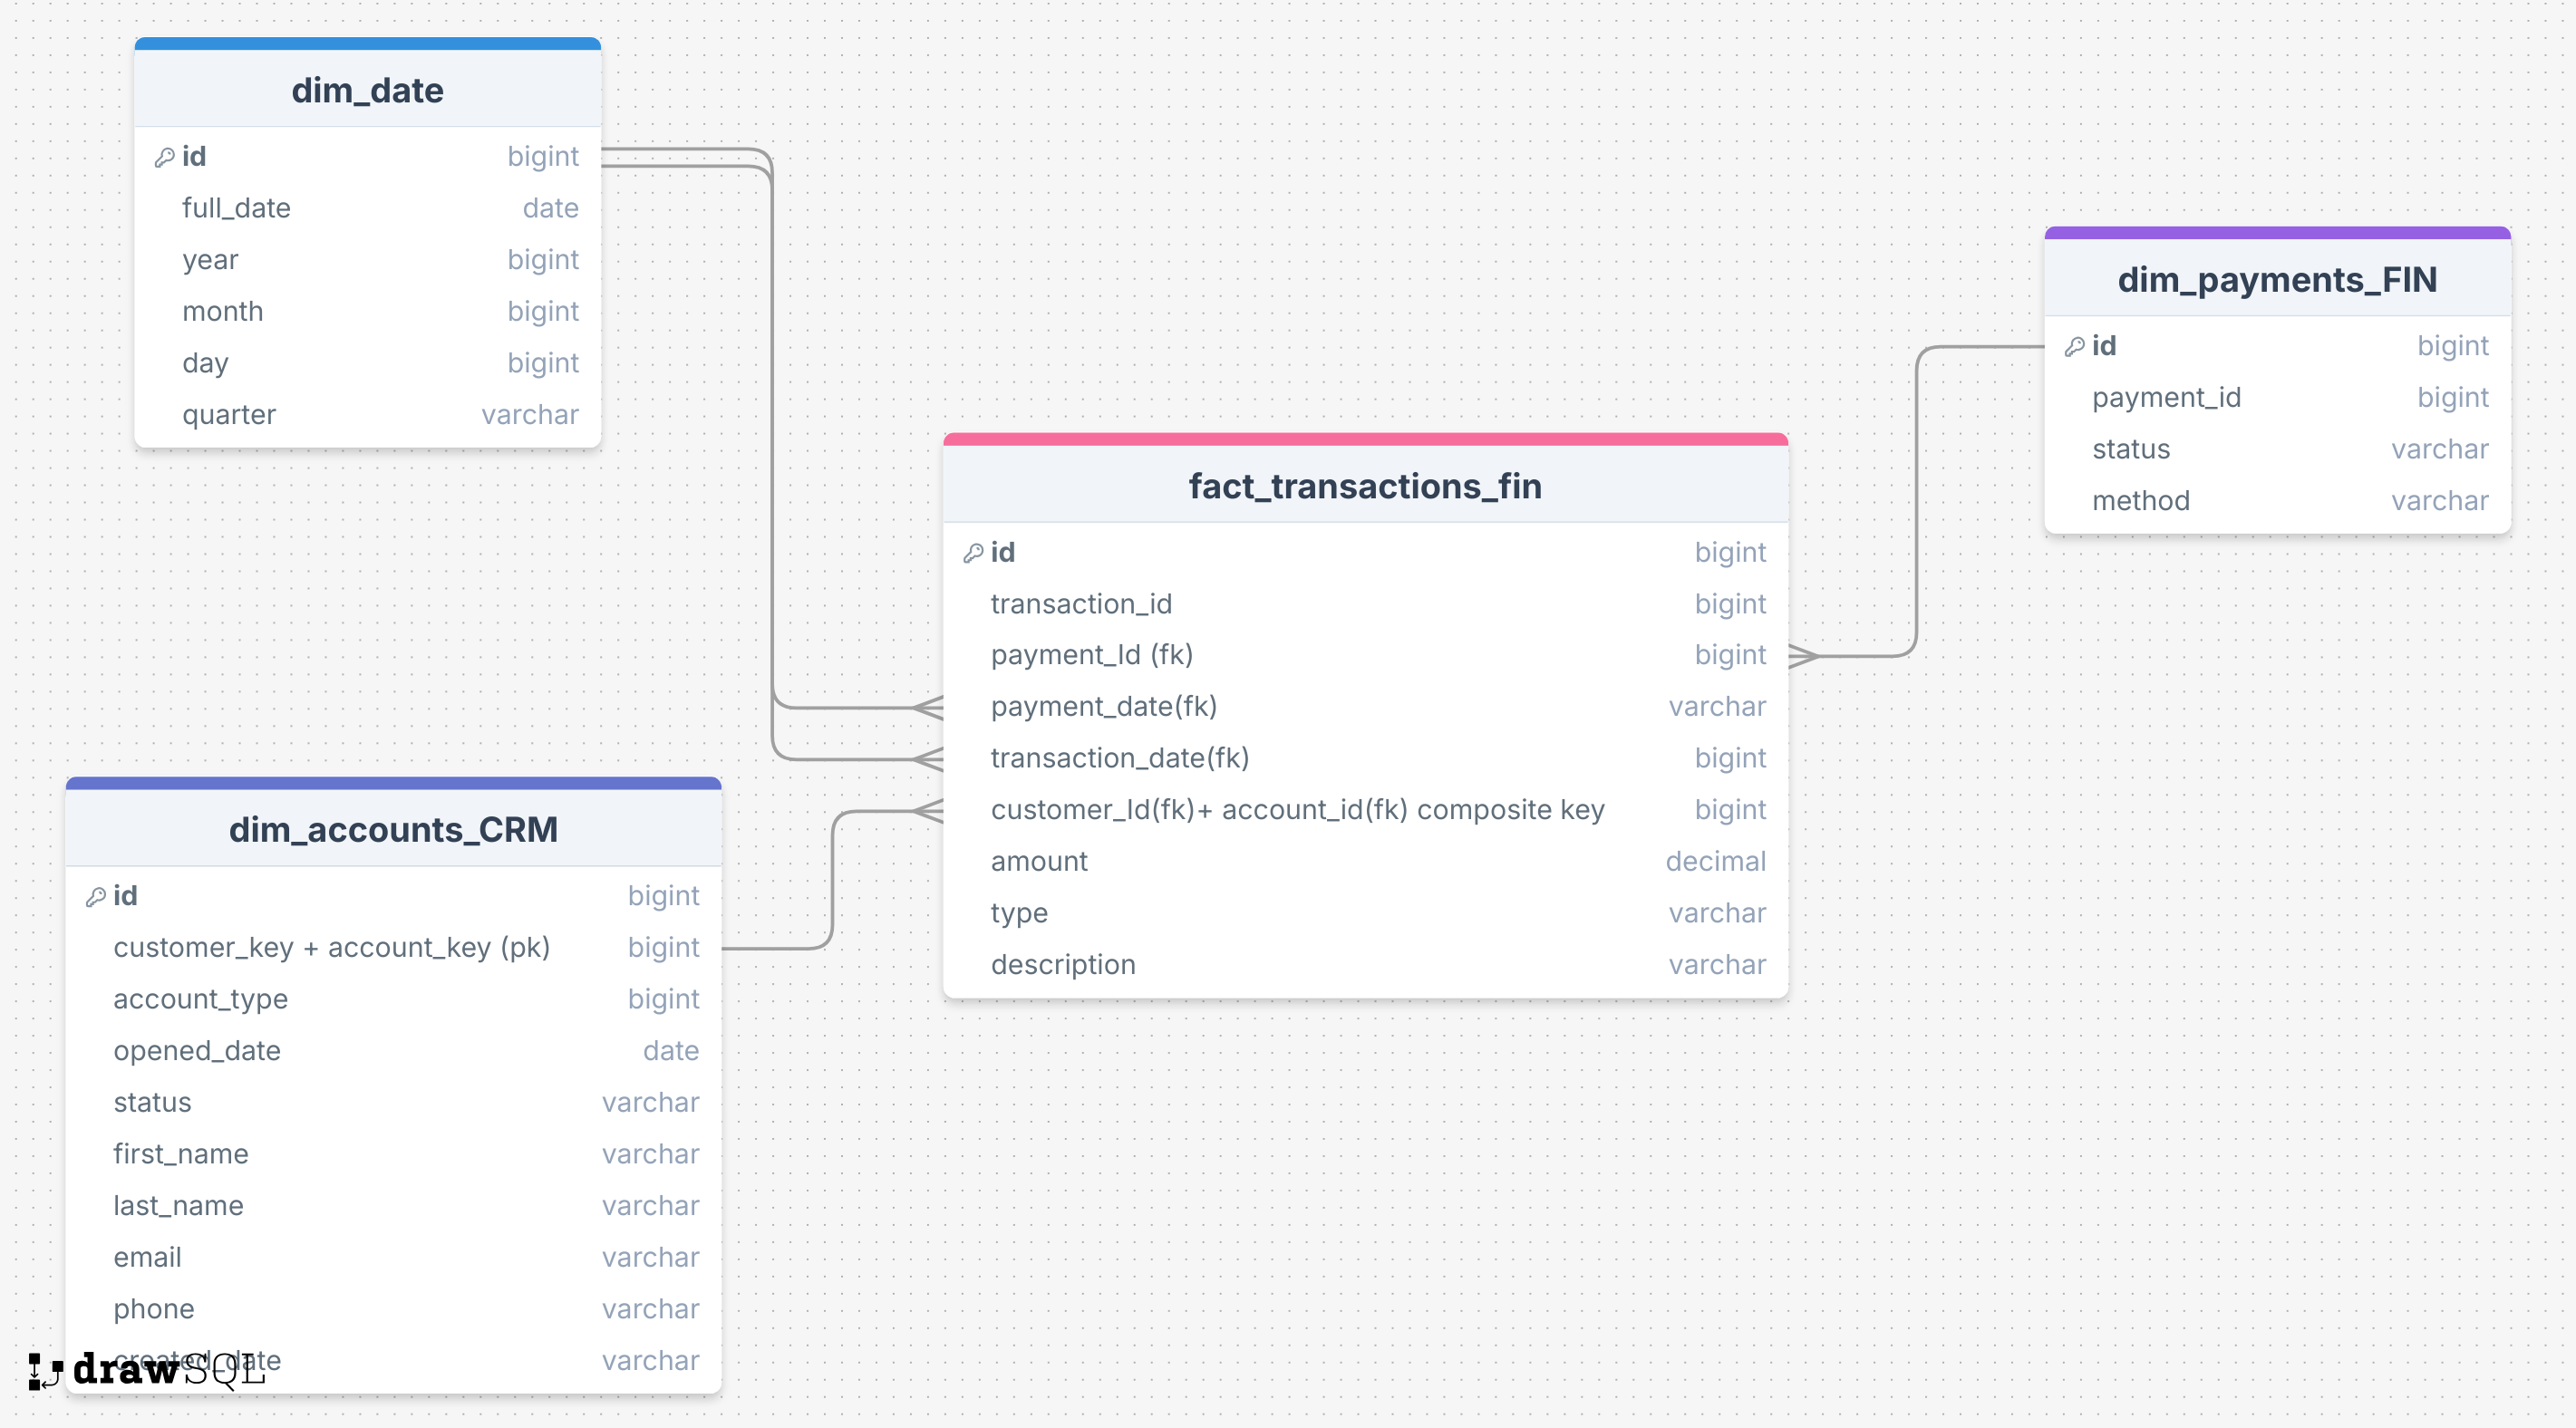 dim_date
id bigint
full_date date
year bigint
month bigint
day bigint
quarter varchar
dim_payments_FIN
id bigint
payment_id bigint
status varchar
method varchar
fact_transactions_fin
id bigint
transaction_id bigint
payment_Id (fk) bigint
payment_date(fk) varchar
transaction_date(fk) bigint
customer_Id(fk)+ account_id(fk) composite key bigint
amount decimal
type varchar
description varchar
dim_accounts_CRM
id bigint
customer_key + account_key (pk) bigint
account_type bigint
opened_date date
status varchar
first_name varchar
last_name varchar
email varchar
phone varchar
created_date varchar
drawSQL